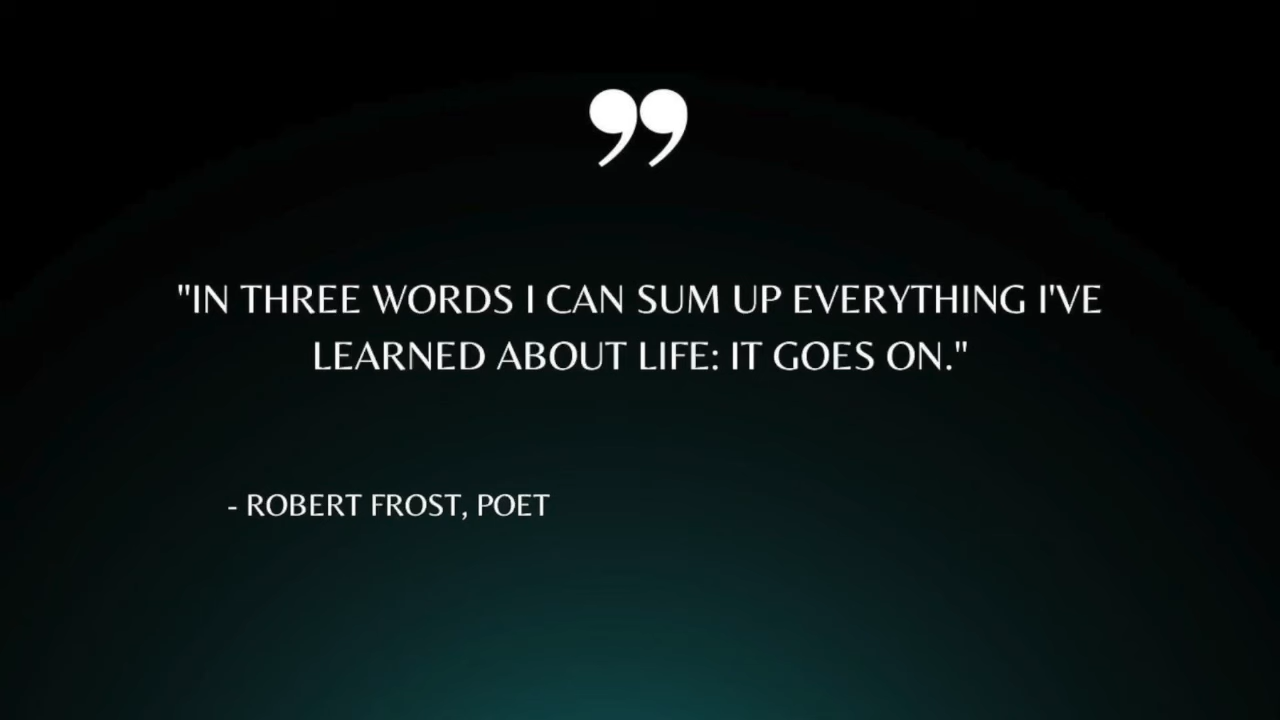 ”
"IN THREE WORDS I CAN SUM UP EVERYTHING I'VE
LEARNED ABOUT LIFE: IT GOES ON."
- ROBERT FROST, POET